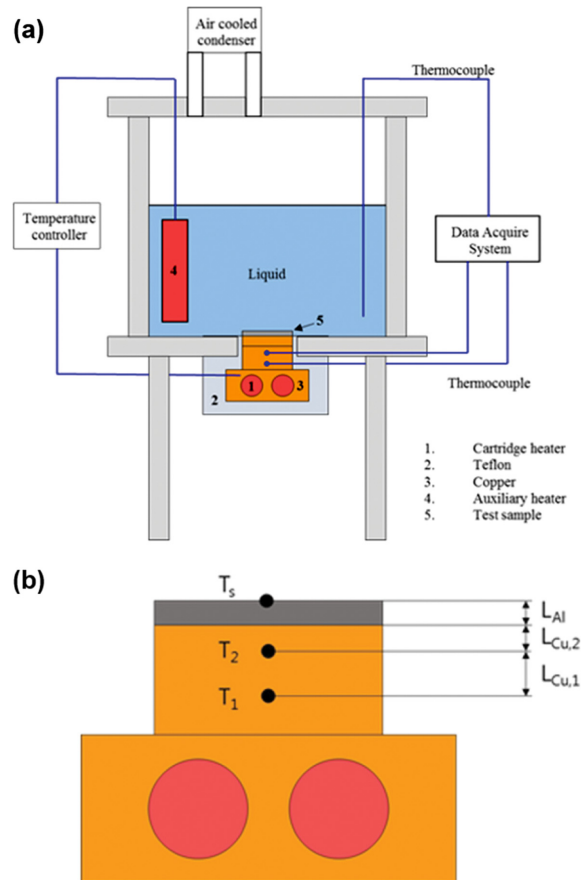 (a)
Air cooled
condenser
Thermocouple
Temperature
controller
Data Acquire
System
4
Liquid
5
Thermocouple
1
3
2
1. Cartridge heater
2. Teflon
3. Copper
4. Auxiliary heater
5. Test sample
(b)
Ts
LAl
LCu,2
T2
LCu,1
T1